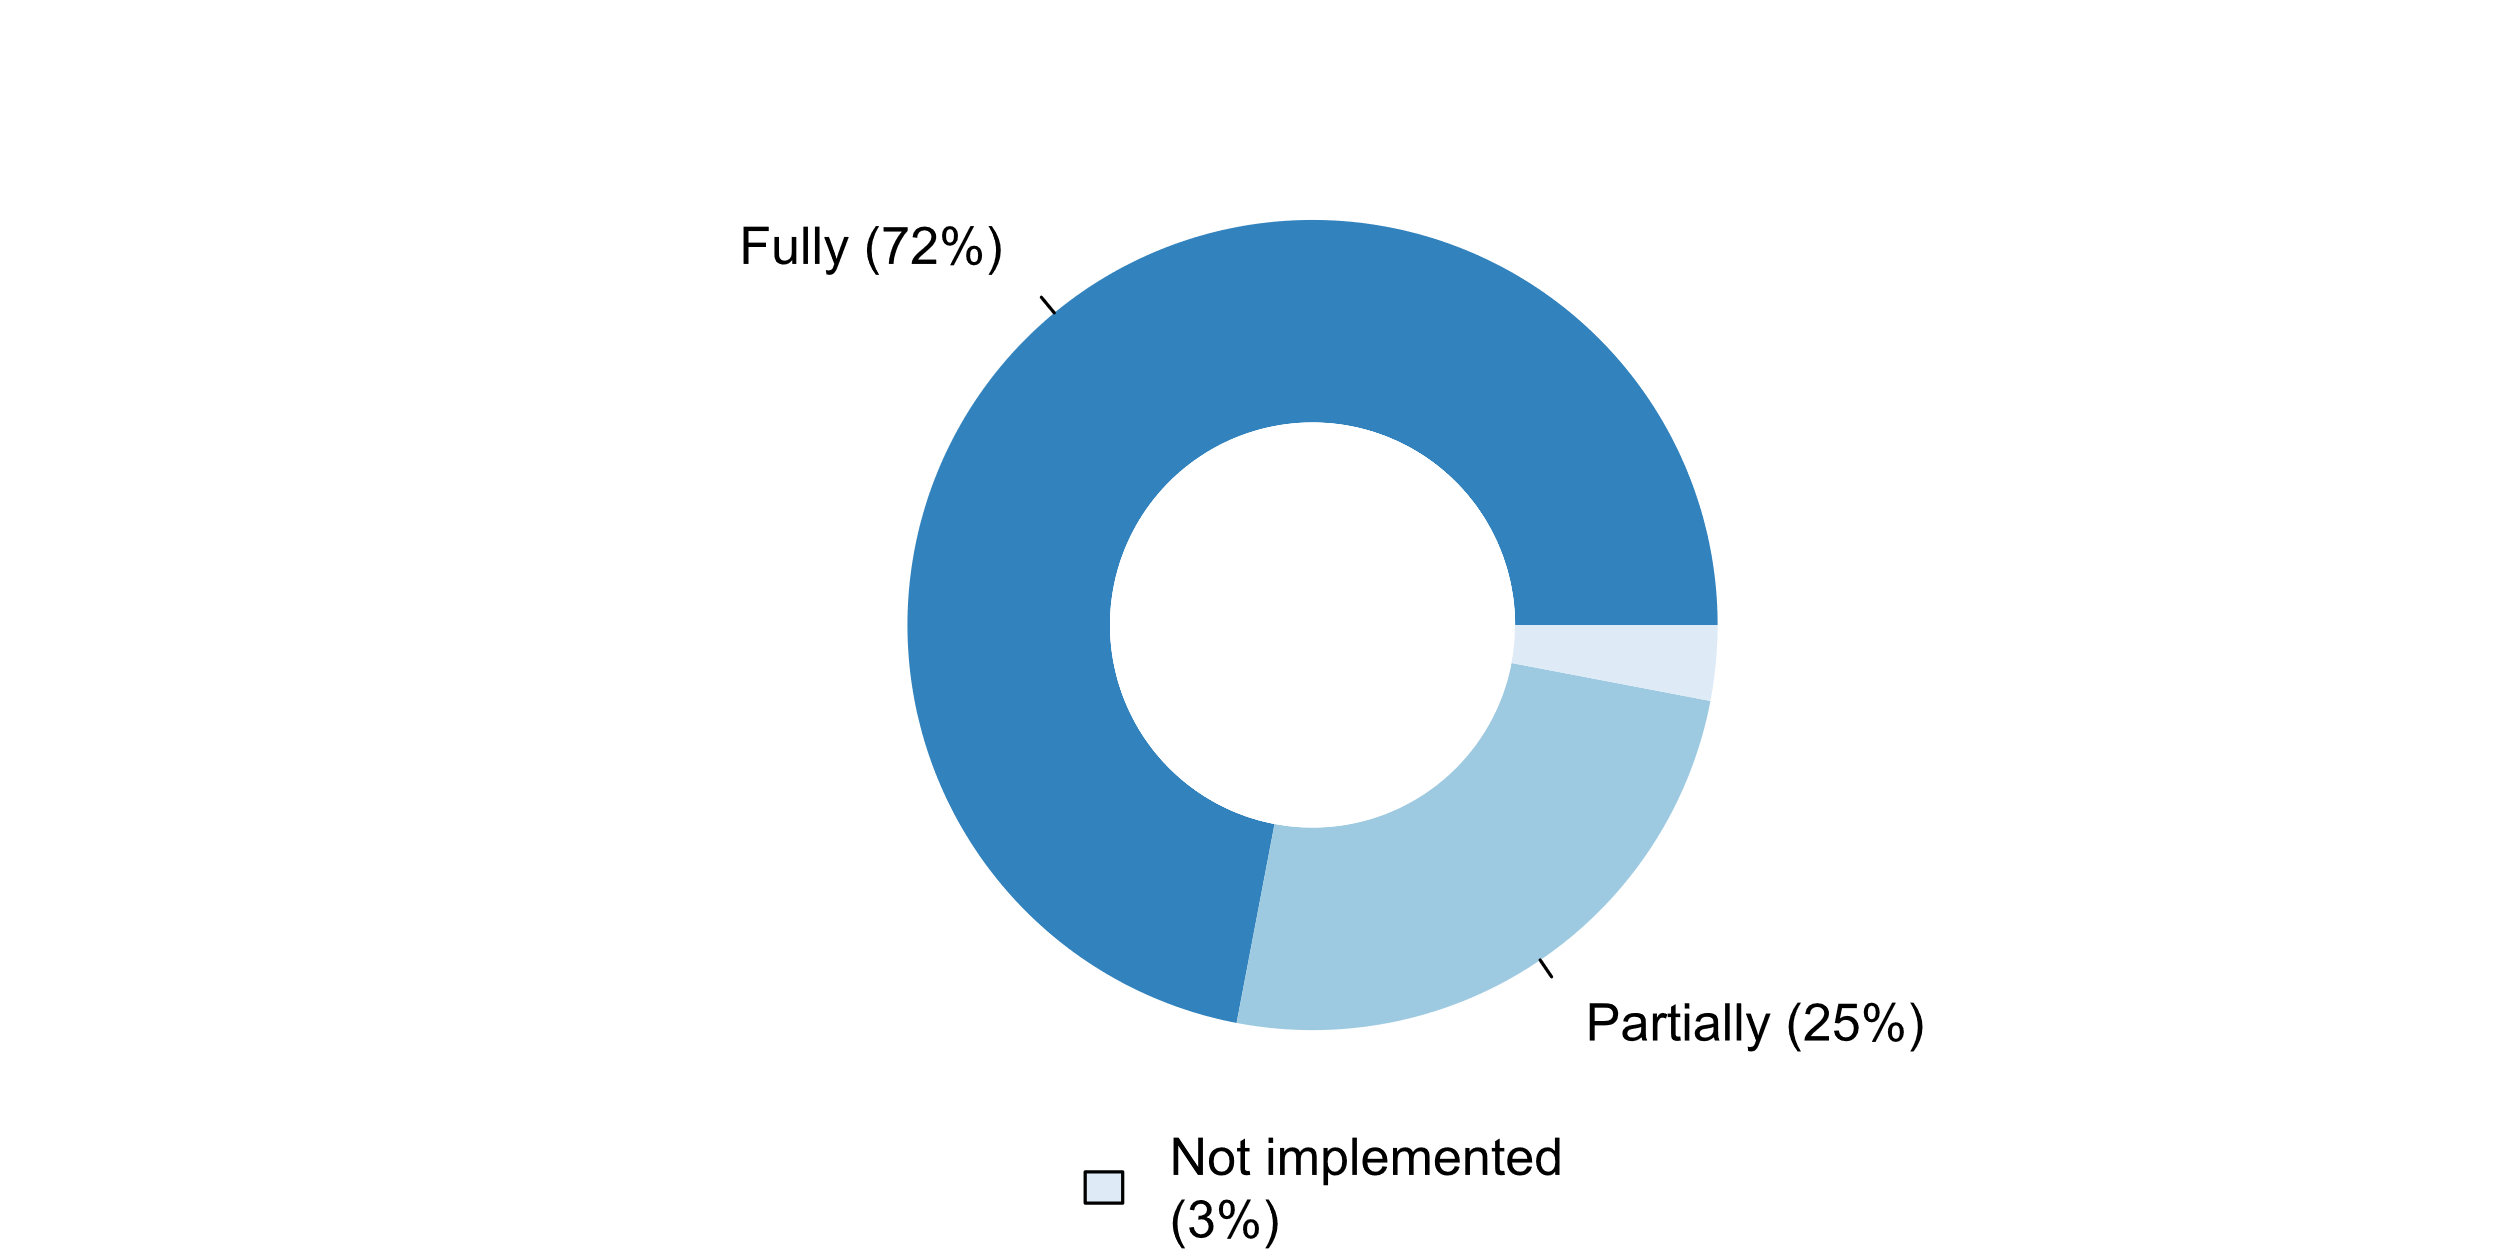 Fully (72%)
Partially (25%)
Not implemented
(3%)